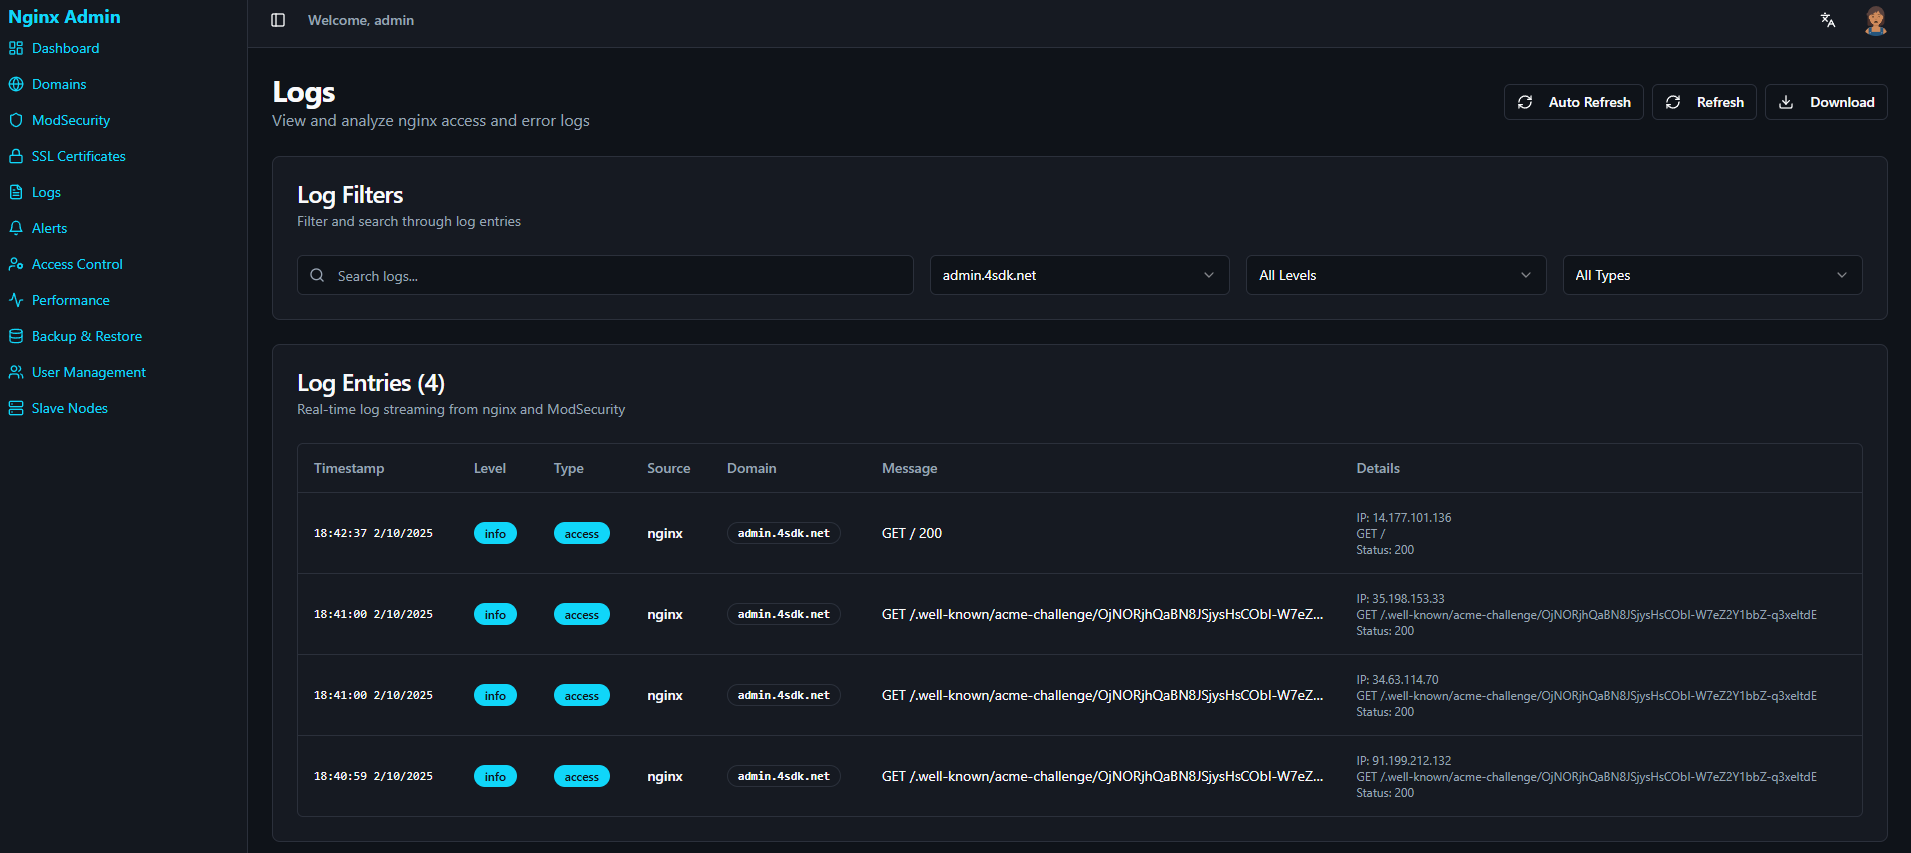 Nginx Admin
Dashboard
Domains
ModSecurity
SSL Certificates
Logs
Alerts
Access Control
Performance
Backup & Restore
User Management
Slave Nodes
Welcome, admin
Logs
View and analyze nginx access and error logs
Auto Refresh
Refresh
Download
Log Filters
Filter and search through log entries
Search logs...
admin.4sdk.net
All Levels
All Types
Log Entries (4)
Real-time log streaming from nginx and ModSecurity
Timestamp Level Type Source Domain Message Details
18:42:37 2/10/2025 info access nginx admin.4sdk.net GET / 200
IP: 14.177.101.136
GET /
Status: 200
18:41:00 2/10/2025 info access nginx admin.4sdk.net GET /.well-known/acme-challenge/OjNORjhQaBN8JSjysHsCObI-W7eZ...
IP: 35.198.153.33
GET /.well-known/acme-challenge/OjNORjhQaBN8JSjysHsCObI-W7eZ2Y1bbZ-q3xeltdE
Status: 200
18:41:00 2/10/2025 info access nginx admin.4sdk.net GET /.well-known/acme-challenge/OjNORjhQaBN8JSjysHsCObI-W7eZ...
IP: 34.63.114.70
GET /.well-known/acme-challenge/OjNORjhQaBN8JSjysHsCObI-W7eZ2Y1bbZ-q3xeltdE
Status: 200
18:40:59 2/10/2025 info access nginx admin.4sdk.net GET /.well-known/acme-challenge/OjNORjhQaBN8JSjysHsCObI-W7eZ...
IP: 91.199.212.132
GET /.well-known/acme-challenge/OjNORjhQaBN8JSjysHsCObI-W7eZ2Y1bbZ-q3xeltdE
Status: 200